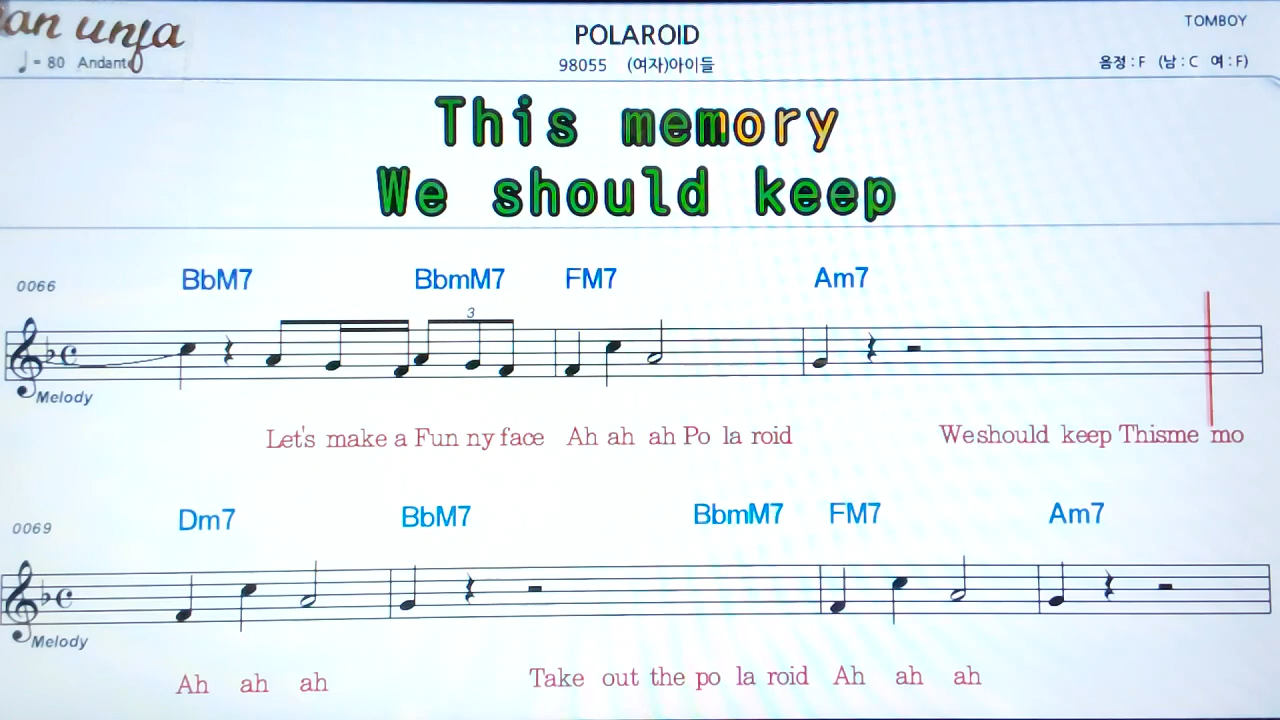 an unja
POLAROID
TOMBOY
♩= 80 Andante
98055 (여자)아이들
음정 : F (남 : C 여 : F)
This memory
We should keep
0066 BbM7 BbmM7 FM7 Am7
3
Melody
Let's make a Fun ny face Ah ah ah Po la roid Weshould keep Thisme mo
0069 Dm7 BbM7 BbmM7 FM7 Am7
Melody
Ah ah ah Take out the po la roid Ah ah ah